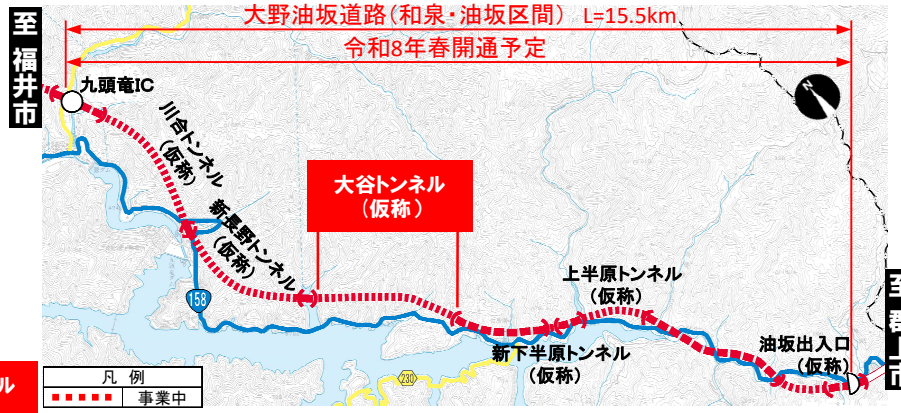 大野油坂道路(和泉・油坂区間) L=15.5km
令和8年春開通予定
至 福井市
九頭竜IC
川合トンネル
(仮称)
新長野トンネル
(仮称)
大谷トンネル
(仮称)
158
上半原トンネル
(仮称)
新下半原トンネル
(仮称)
230
油坂出入口
(仮称)
至
市
N
ル
凡 例
事業中